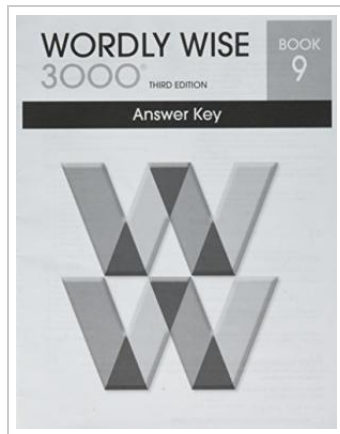 WORDLY WISE
3000®
THIRD EDITION
BOOK
9
Answer Key
W
W